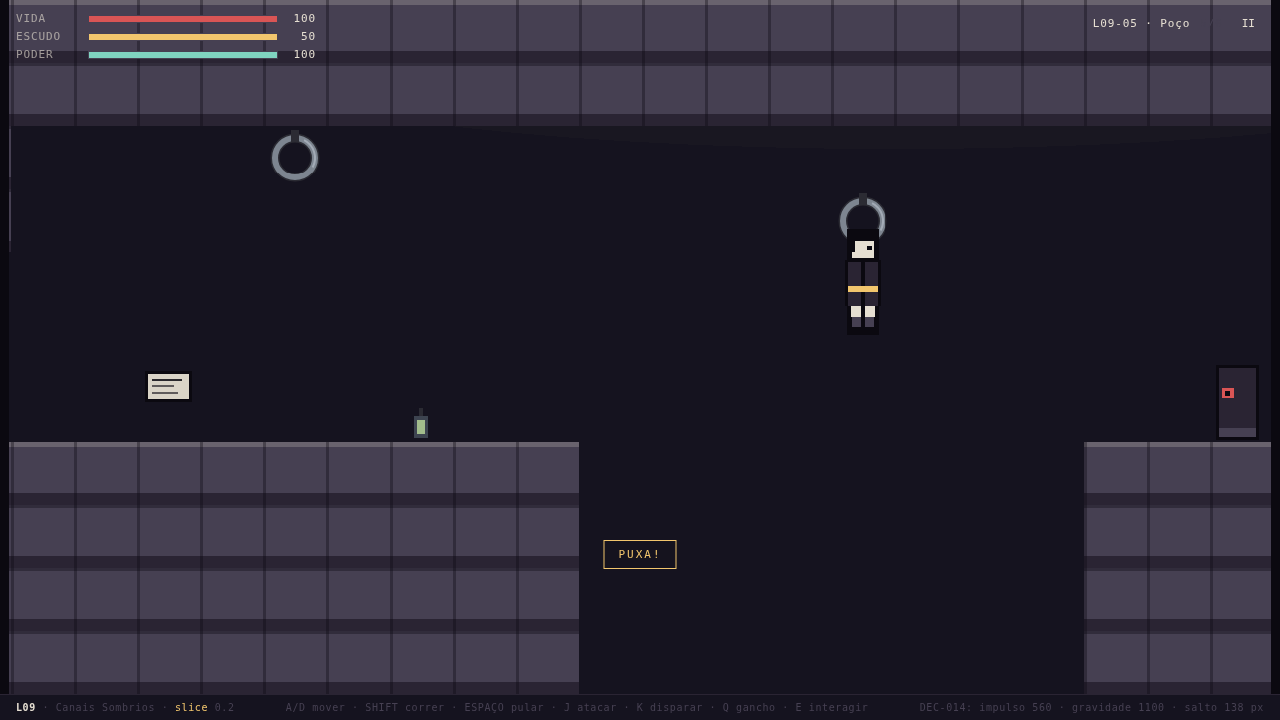 VIDA 100
ESCUDO 50
PODER 100
L09-05 · Poço II
PUXA!
L09 · Canais Sombrios · slice 0.2 A/D mover · SHIFT correr · ESPAÇO pular · J atacar · K disparar · Q gancho · E interagir DEC-014: impulso 560 · gravidade 1100 · salto 138 px